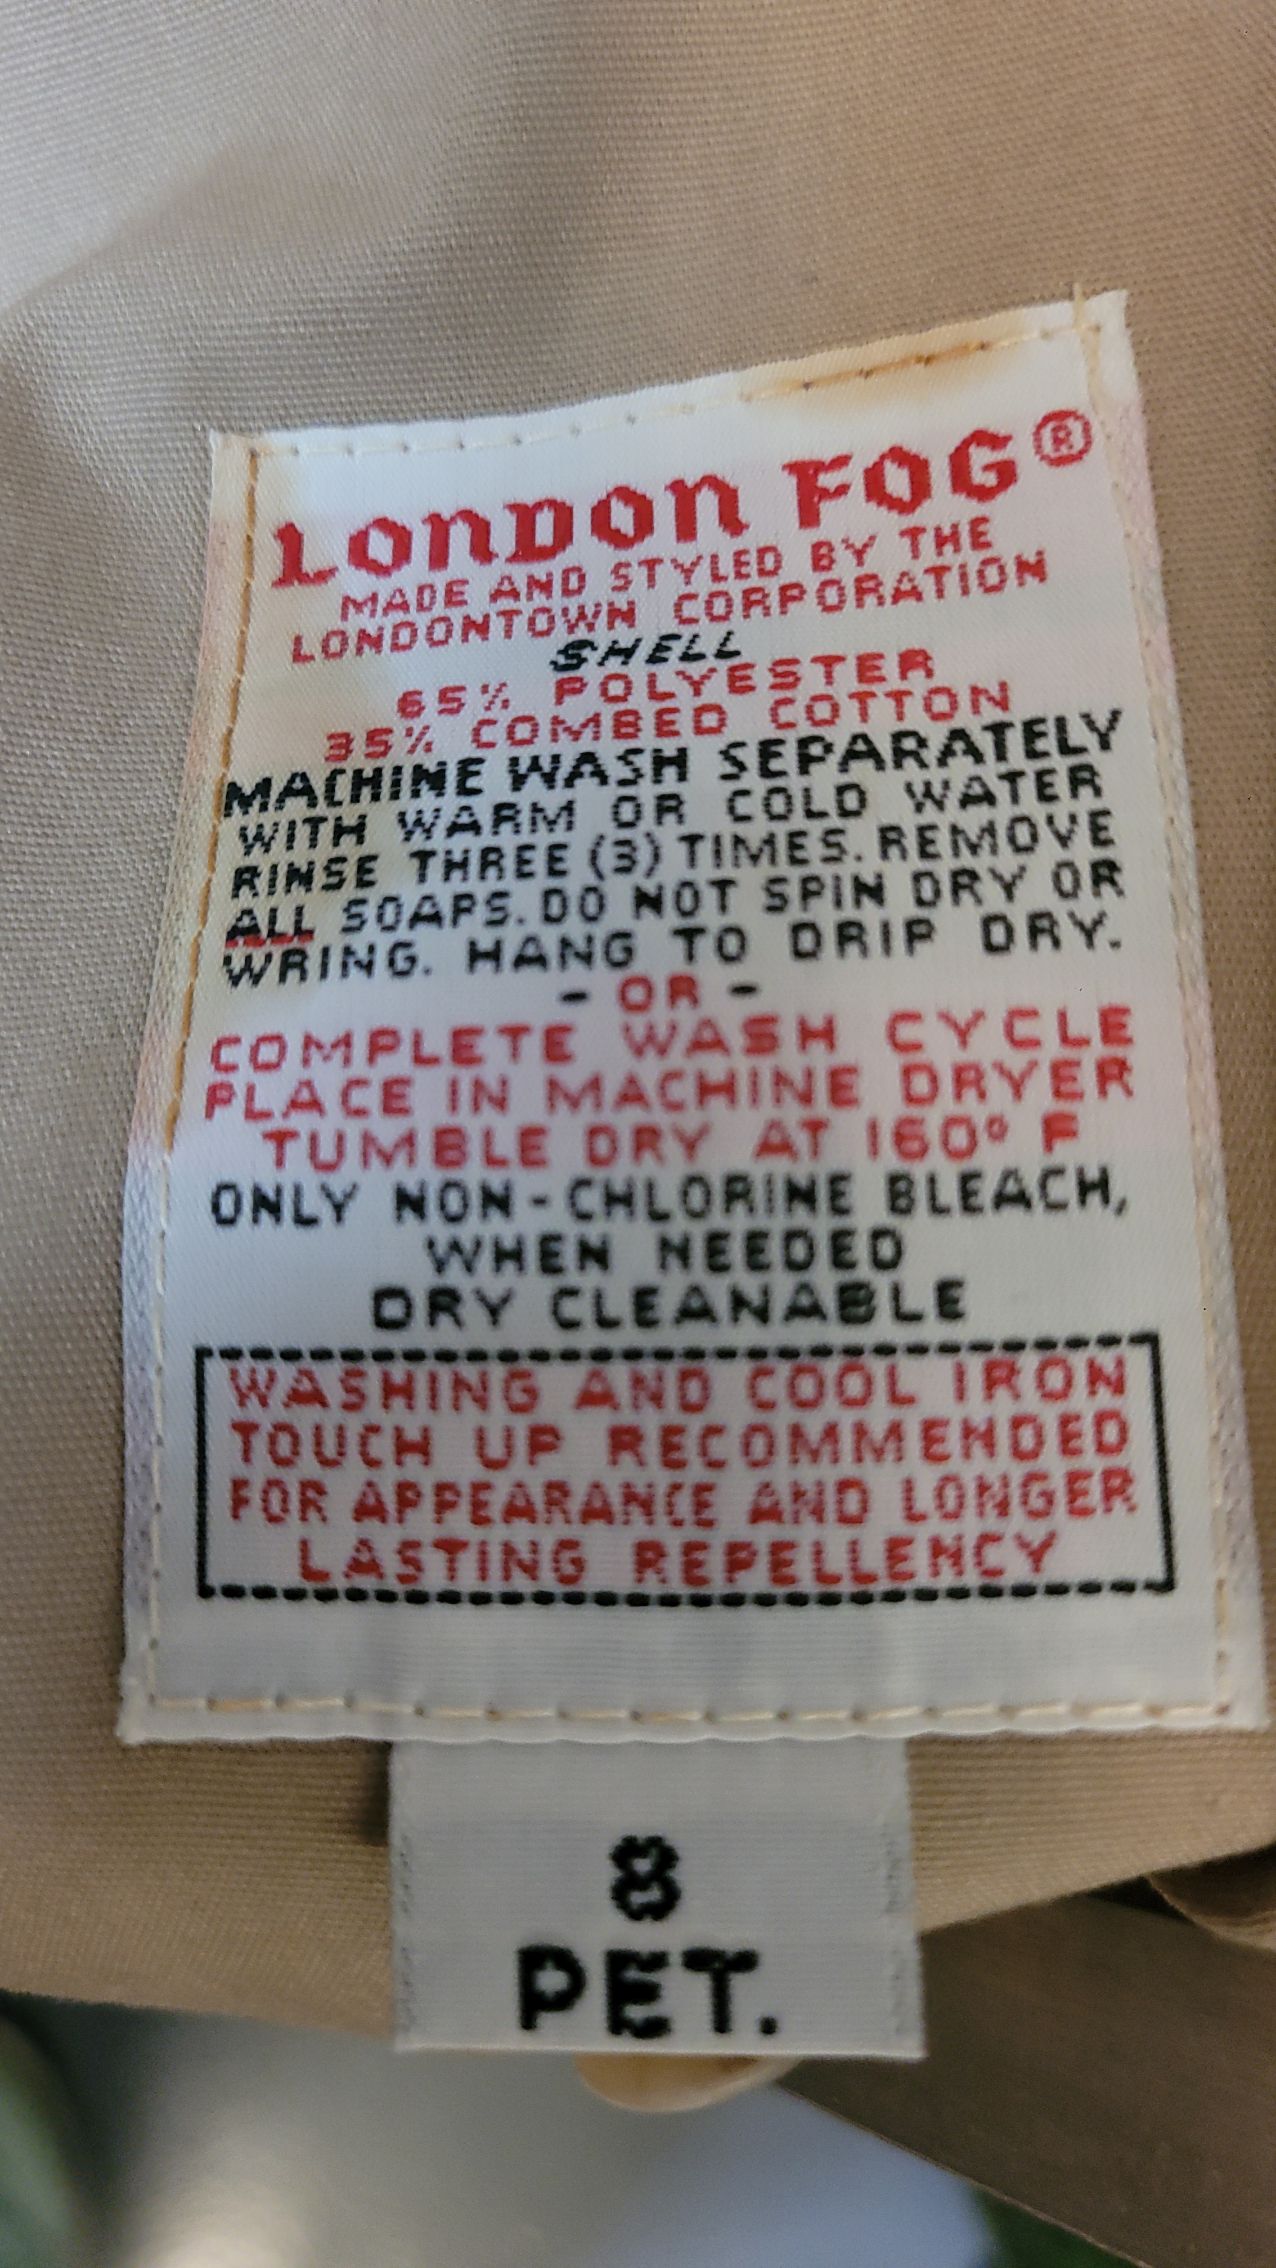 LONDON FOG®
MADE AND STYLED BY THE
LONDONTOWN CORPORATION
SHELL
65% POLYESTER
35% COMBED COTTON
MACHINE WASH SEPARATELY
WITH WARM OR COLD WATER
RINSE THREE (3) TIMES. REMOVE
ALL SOAPS. DO NOT SPIN DRY OR
WRING. HANG TO DRIP DRY.
- OR -
COMPLETE WASH CYCLE
PLACE IN MACHINE DRYER
TUMBLE DRY AT 160° F
ONLY NON-CHLORINE BLEACH,
WHEN NEEDED
DRY CLEANABLE
WASHING AND COOL IRON
TOUCH UP RECOMMENDED
FOR APPEARANCE AND LONGER
LASTING REPELLENCY
8
PET.